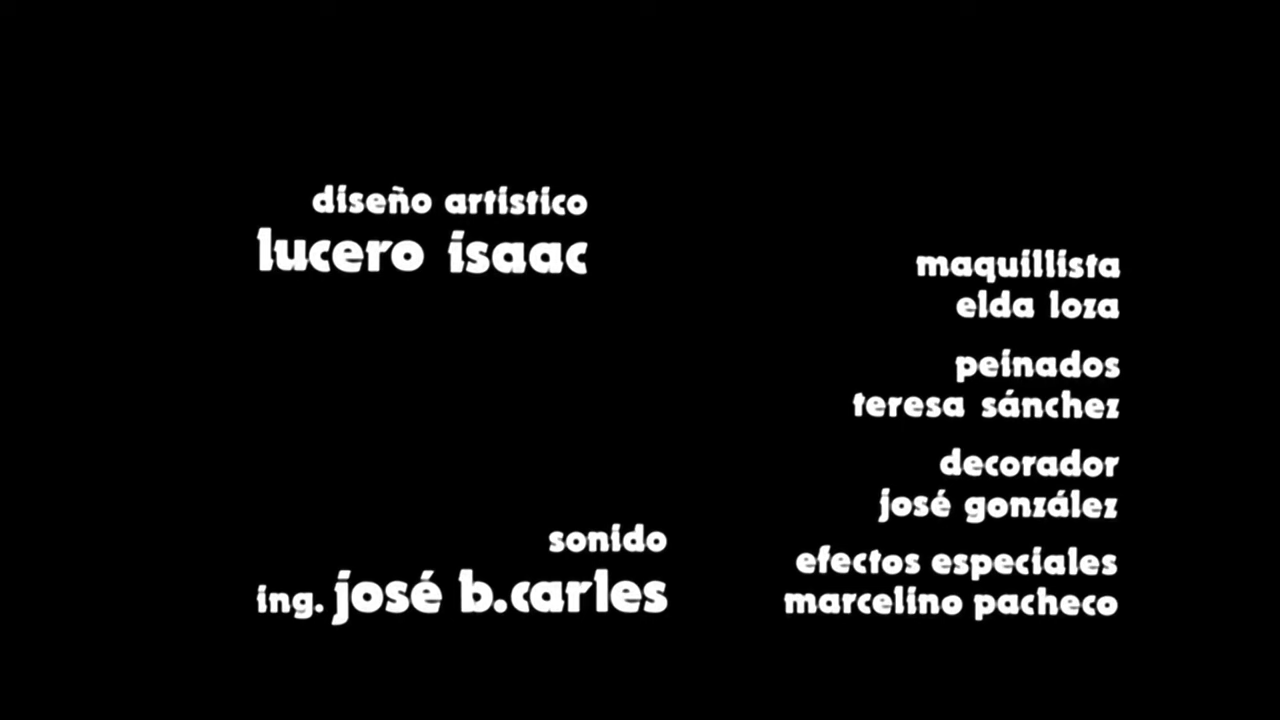 diseño artístico
lucero isaac
sonido
ing. josé b.carles
maquillista
elda loza
peinados
teresa sánchez
decorador
josé gonzález
efectos especiales
marcelino pacheco